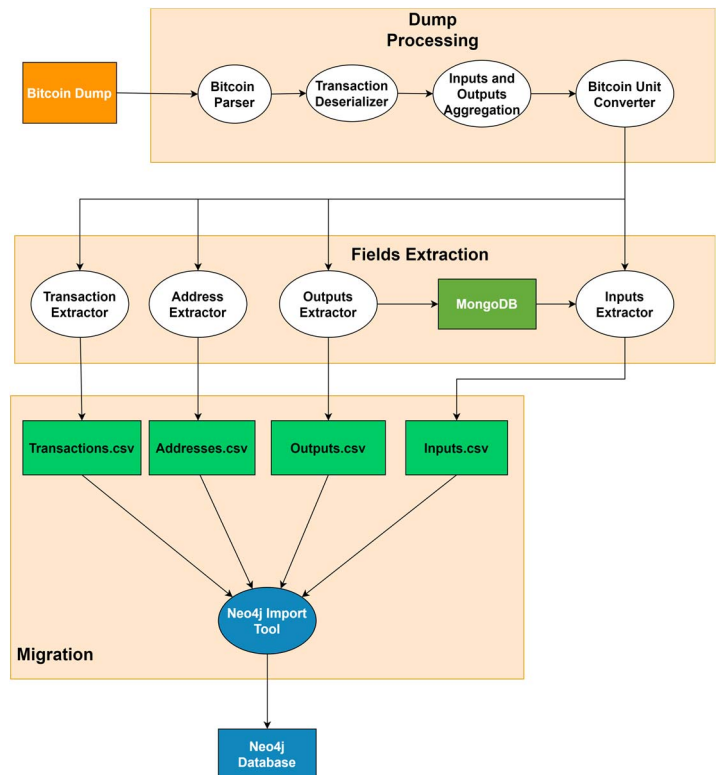 Dump
Processing
Bitcoin Dump
Bitcoin
Parser
Transaction
Deserializer
Inputs and
Outputs
Aggregation
Bitcoin Unit
Converter
Fields Extraction
Transaction
Extractor
Address
Extractor
Outputs
Extractor
MongoDB
Inputs
Extractor
Transactions.csv
Addresses.csv
Outputs.csv
Inputs.csv
Neo4j Import
Tool
Migration
Neo4j
Database